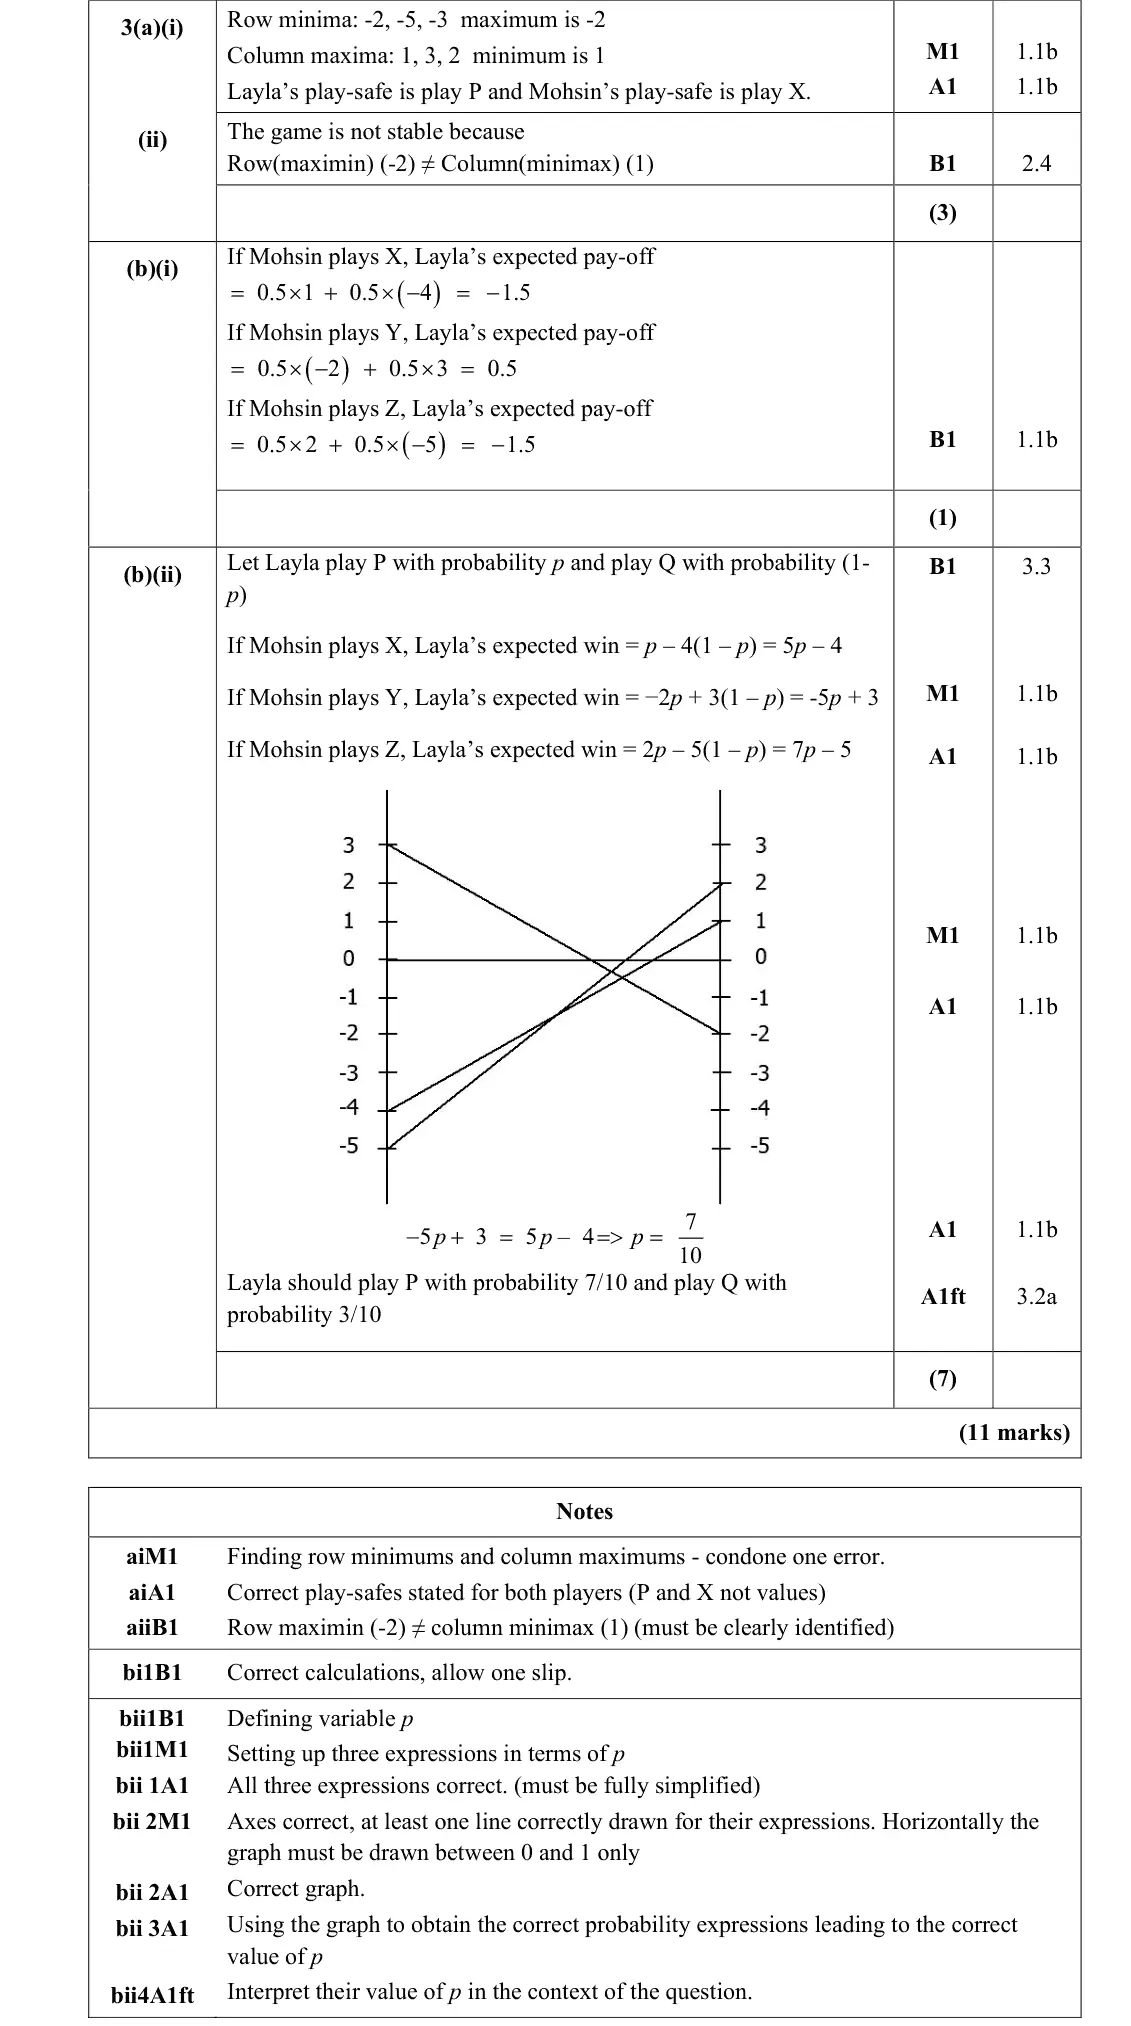 3(a)(i)
Row minima: -2, -5, -3 maximum is -2
Column maxima: 1, 3, 2 minimum is 1 M1 1.1b
Layla’s play-safe is play P and Mohsin’s play-safe is play X. A1 1.1b
(ii)
The game is not stable because
Row(maximin) (-2) ≠ Column(minimax) (1) B1 2.4
(3)
(b)(i)
If Mohsin plays X, Layla’s expected pay-off
= 0.5×1 + 0.5×(−4) = −1.5
If Mohsin plays Y, Layla’s expected pay-off
= 0.5×(−2) + 0.5×3 = 0.5
If Mohsin plays Z, Layla’s expected pay-off
= 0.5×2 + 0.5×(−5) = −1.5 B1 1.1b
(1)
(b)(ii)
Let Layla play P with probability p and play Q with probability (1- B1 3.3
p)
If Mohsin plays X, Layla’s expected win = p – 4(1 – p) = 5p – 4
If Mohsin plays Y, Layla’s expected win = −2p + 3(1 – p) = -5p + 3 M1 1.1b
If Mohsin plays Z, Layla’s expected win = 2p – 5(1 – p) = 7p – 5 A1 1.1b
3 3
2 2
1 1
M1 1.1b
0 0
-1 -1
A1 1.1b
-2 -2
-3 -3
-4 -4
-5 -5
−5p + 3 = 5p − 4 => p = 7/10 A1 1.1b
Layla should play P with probability 7/10 and play Q with
probability 3/10 A1ft 3.2a
(7)
(11 marks)
Notes
aiM1 Finding row minimums and column maximums - condone one error.
aiA1 Correct play-safes stated for both players (P and X not values)
aiiB1 Row maximin (-2) ≠ column minimax (1) (must be clearly identified)
bi1B1 Correct calculations, allow one slip.
bii1B1 Defining variable p
bii1M1 Setting up three expressions in terms of p
bii 1A1 All three expressions correct. (must be fully simplified)
bii 2M1 Axes correct, at least one line correctly drawn for their expressions. Horizontally the
graph must be drawn between 0 and 1 only
bii 2A1 Correct graph.
bii 3A1 Using the graph to obtain the correct probability expressions leading to the correct
value of p
bii4A1ft Interpret their value of p in the context of the question.